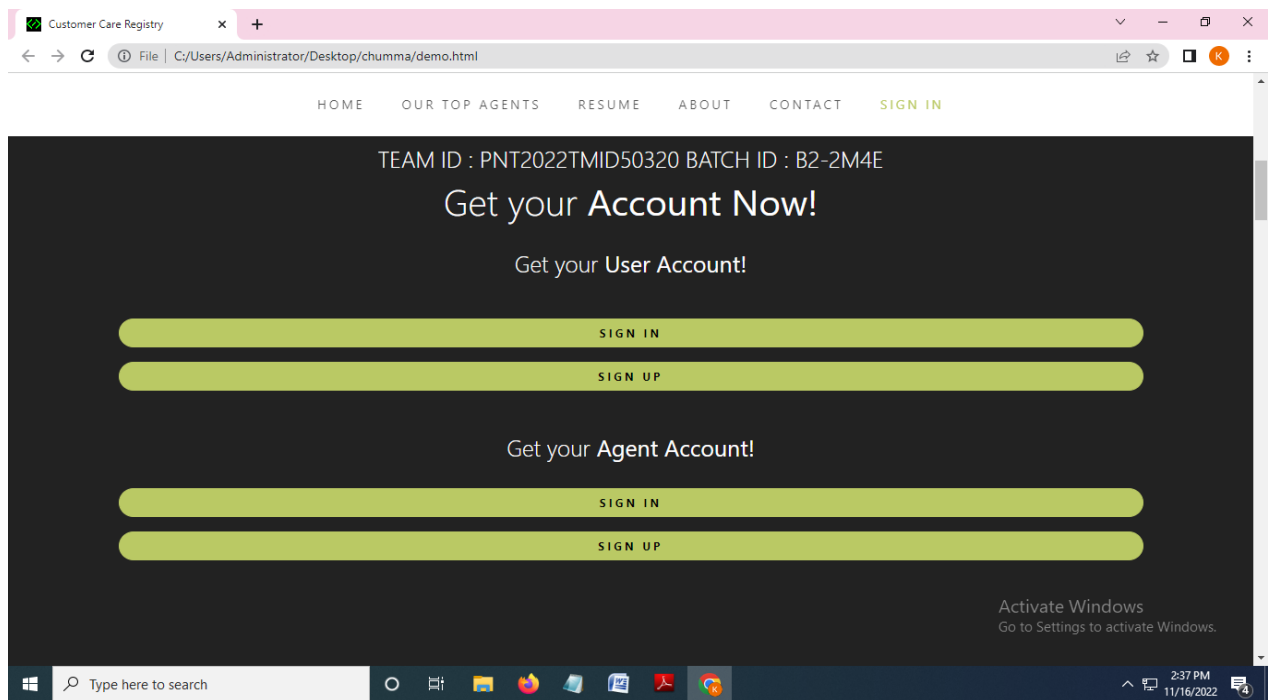 Customer Care Registry
File | C:/Users/Administrator/Desktop/chumma/demo.html
K
HOME OUR TOP AGENTS RESUME ABOUT CONTACT SIGN IN
TEAM ID : PNT2022TMID50320 BATCH ID : B2-2M4E
Get your Account Now!
Get your User Account!
SIGN IN
SIGN UP
Get your Agent Account!
SIGN IN
SIGN UP
Activate Windows
Go to Settings to activate Windows.
Type here to search
K
2:37 PM
11/16/2022
4